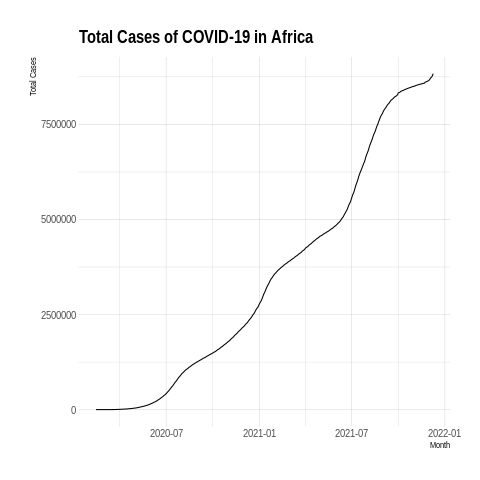 Total Cases of COVID-19 in Africa
Total Cases
7500000
5000000
2500000
0
2020-07
2021-01
2021-07
2022-01
Month